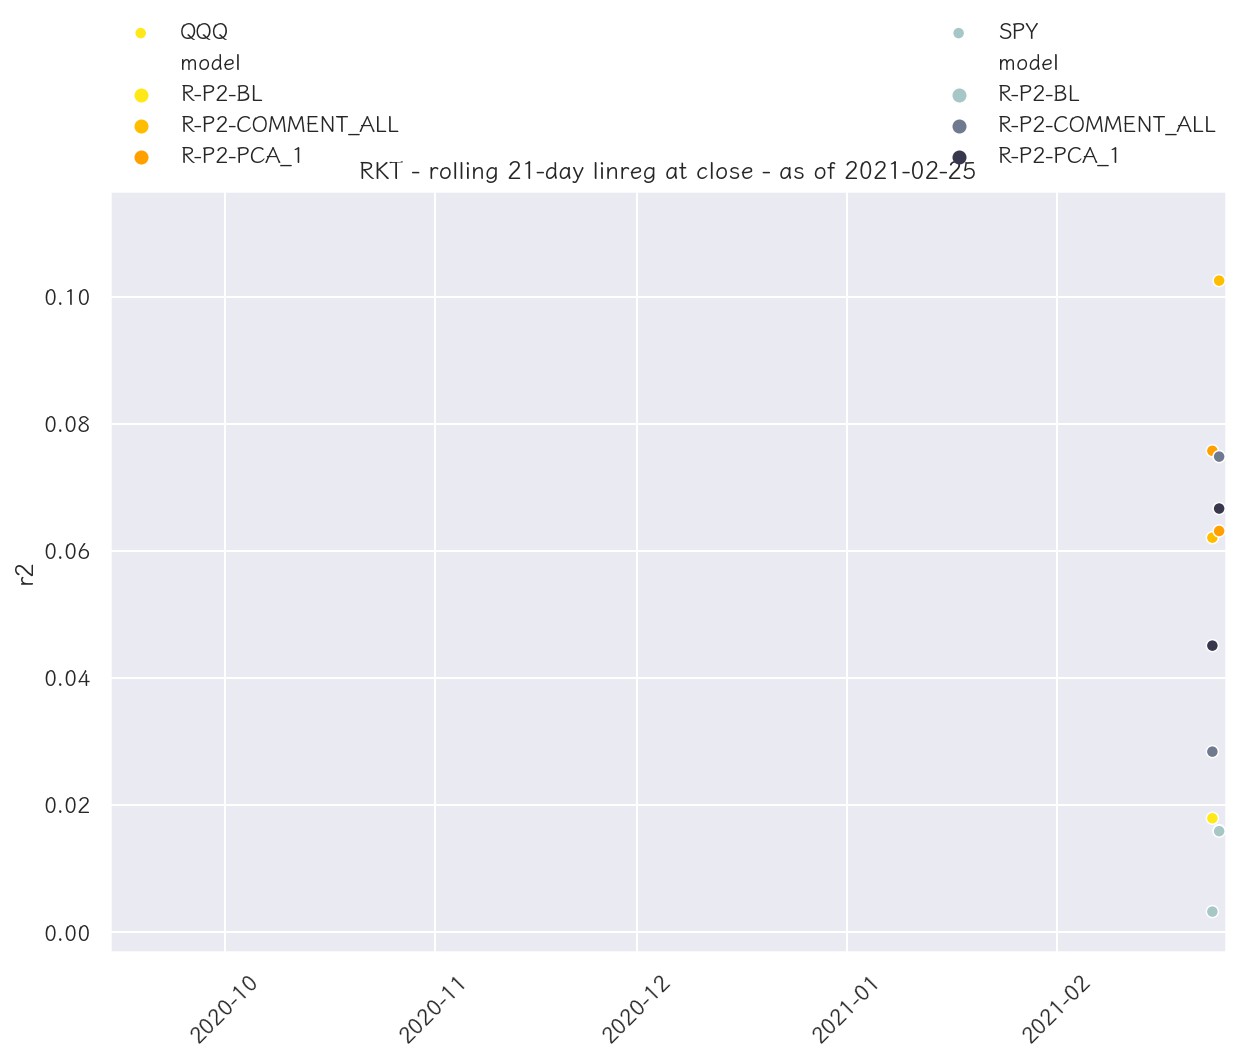 QQQ
model
R-P2-BL
R-P2-COMMENT_ALL
R-P2-PCA_1
SPY
model
R-P2-BL
R-P2-COMMENT_ALL
R-P2-PCA_1
RKT - rolling 21-day linreg at close - as of 2021-02-25
0.10
0.08
0.06
0.04
0.02
0.00
r2
2020-10
2020-11
2020-12
2021-01
2021-02